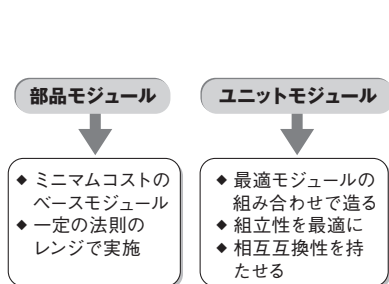 部品モジュール
ユニットモジュール
◆ ミニマムコストの
ベースモジュール
◆ 一定の法則の
レンジで実施
◆ 最適モジュールの
組み合わせで造る
◆ 組立性を最適に
◆ 相互互換性を持
たせる